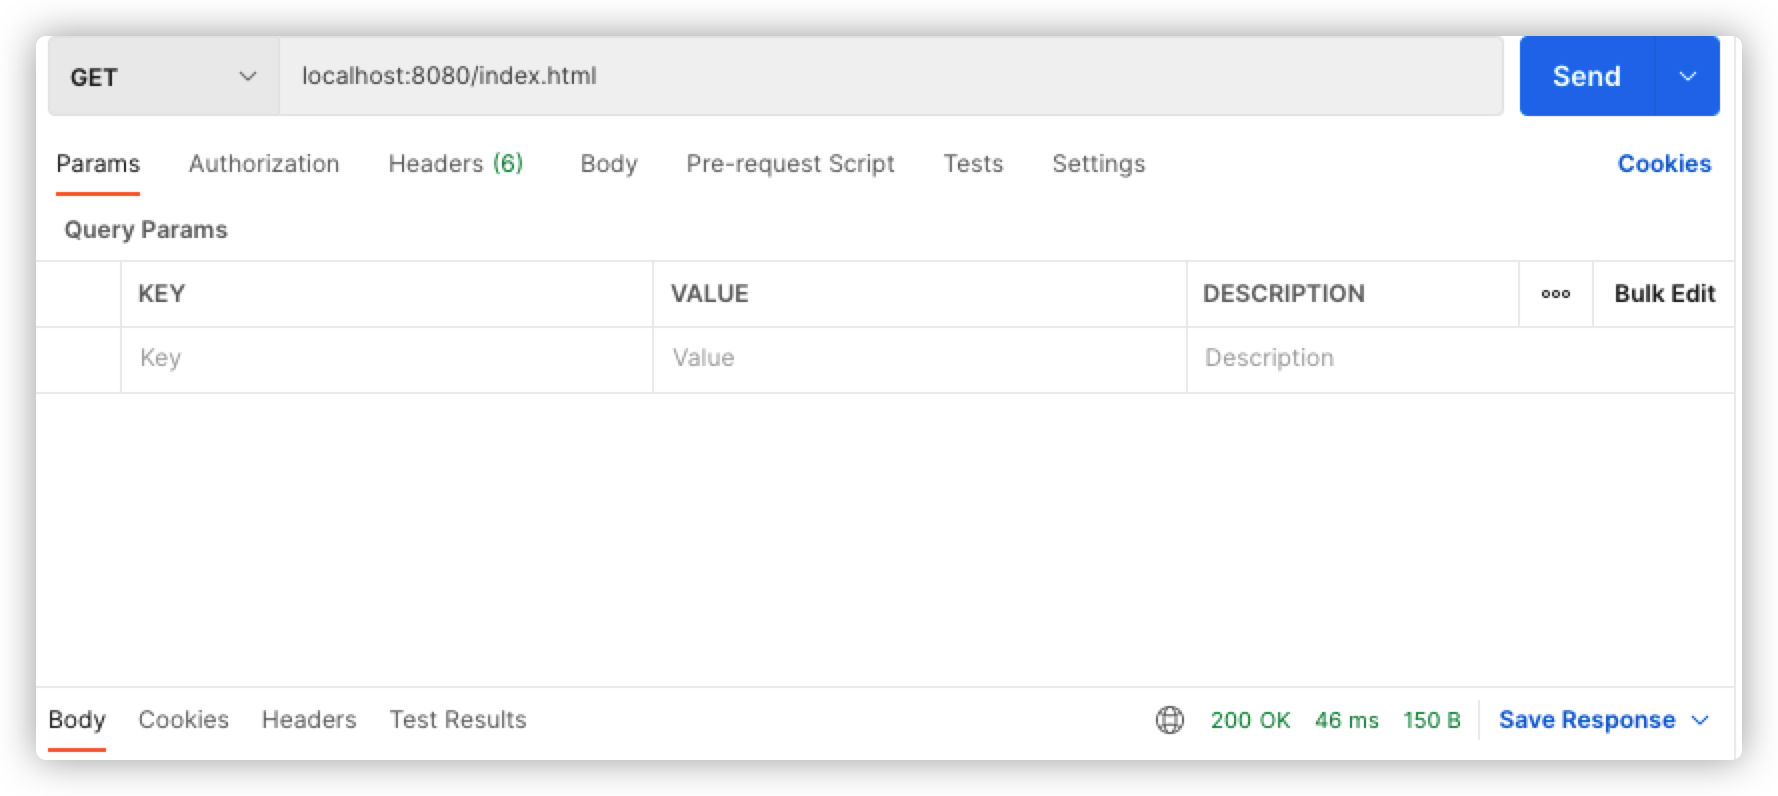 GET localhost:8080/index.html Send
Params Authorization Headers (6) Body Pre-request Script Tests Settings Cookies
Query Params
KEY VALUE DESCRIPTION ooo Bulk Edit
Key Value Description
Body Cookies Headers Test Results 200 OK 46 ms 150 B Save Response